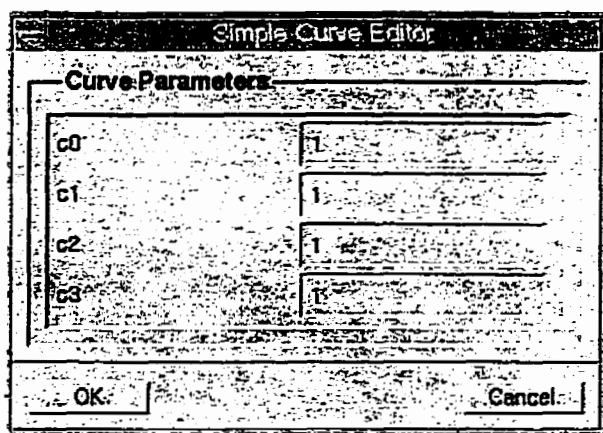 Simple Curve Editor
Curve Parameters
c0 1.
c1 1.
c2 1
c3 1
OK Cancel